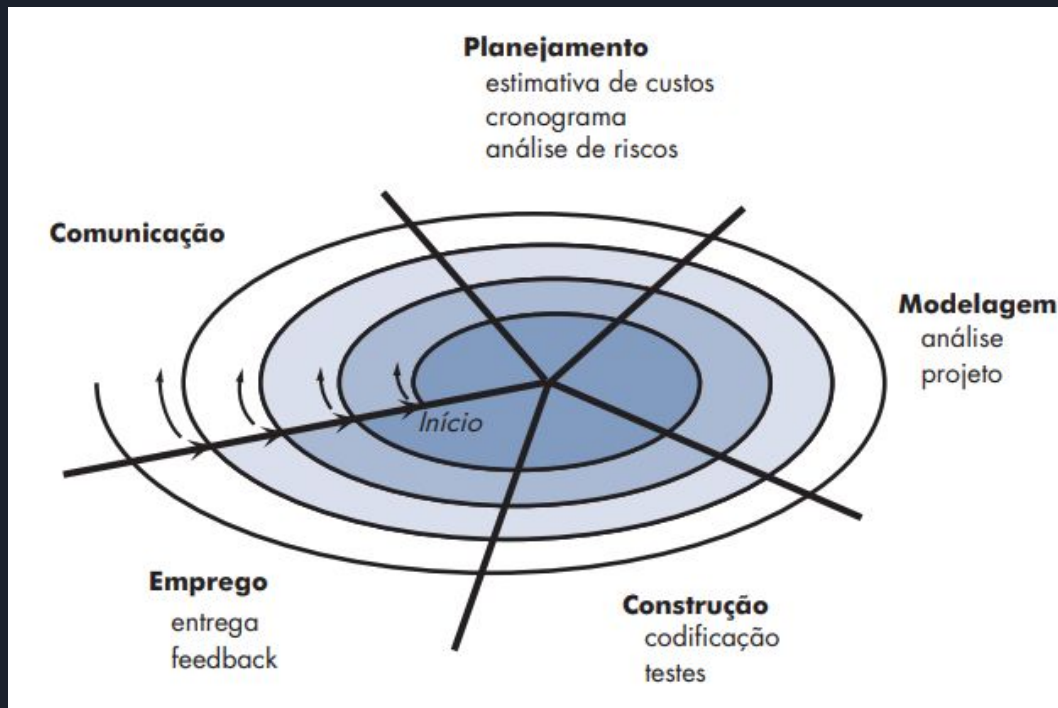 Planejamento
estimativa de custos
cronograma
análise de riscos
Comunicação
Modelagem
análise
projeto
Início
Emprego
entrega
feedback
Construção
codificação
testes